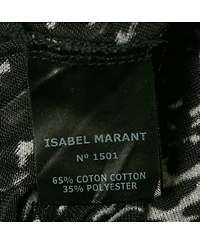 ISABEL MARANT
Nº 1501
65% COTON COTTON
35% POLYESTER